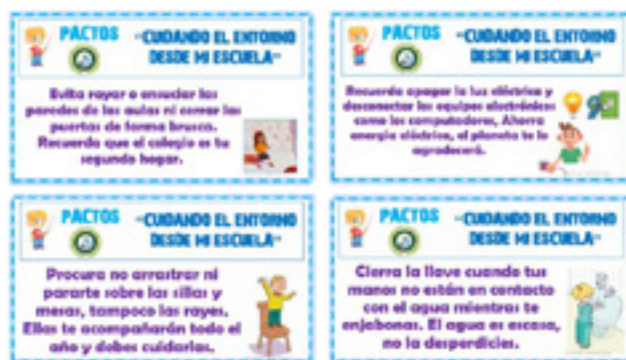 PACTOS
"CUIDANDO EL ENTORNO
DESDE MI ESCUELA"
Evita rayar o ensuciar las
paredes de las aulas ni cerrar las
puertas de forma brusca.
Recuerda que el colegio es tu
segundo hogar.
PACTOS
"CUIDANDO EL ENTORNO
DESDE MI ESCUELA"
Recuerda apagar la luz eléctrica y
desconectar los equipos electrónicos
como los computadores, Ahorra
energía eléctrica, el planeta te lo
agradecerá.
PACTOS
"CUIDANDO EL ENTORNO
DESDE MI ESCUELA"
Procura no arrastrar ni
pararte sobre las sillas y
mesas, tampoco las rayes.
Ellas te acompañarán todo el
año y debes cuidarlas.
PACTOS
"CUIDANDO EL ENTORNO
DESDE MI ESCUELA"
Cierra la llave cuando tus
manos no están en contacto
con el agua mientras te
enjabonas. El agua es escasa,
no la desperdicies.